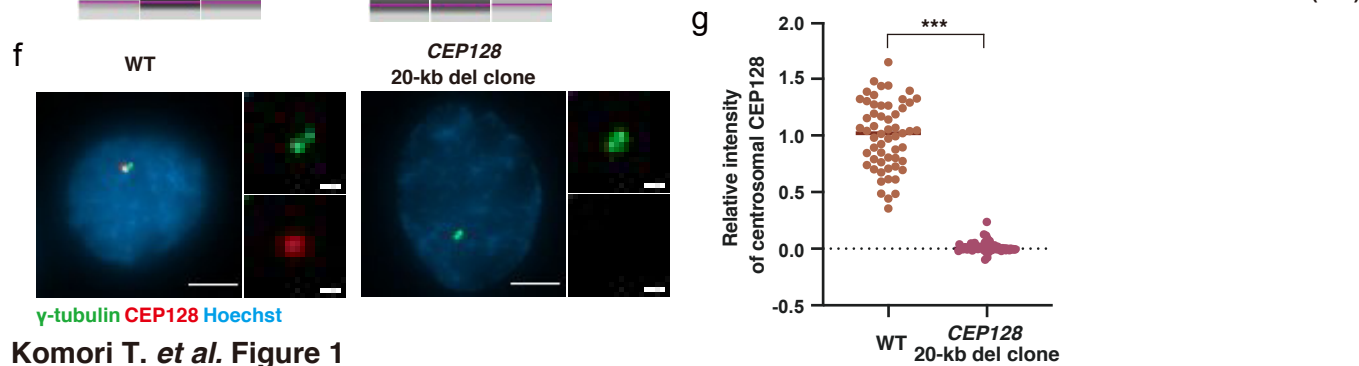 f
WT
CEP128
20-kb del clone
γ-tubulin CEP128 Hoechst
g
***
Relative intensity
of centrosomal CEP128
2.0
1.5
1.0
0.5
0.0
-0.5
WT
CEP128
20-kb del clone
Komori T. et al. Figure 1